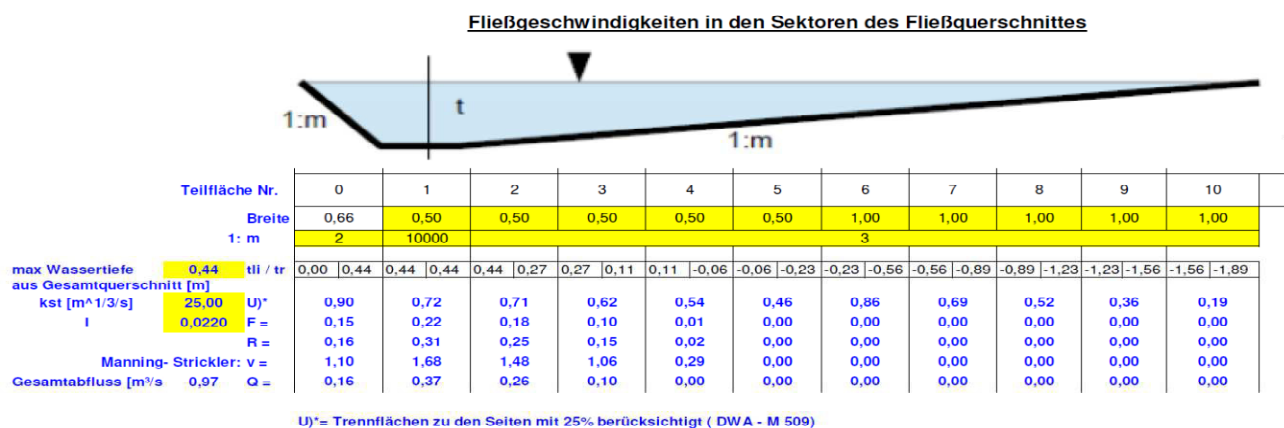 Fließgeschwindigkeiten in den Sektoren des Fließquerschnittes
t
1:m
1:m
Teilfläche Nr. 0 1 2 3 4 5 6 7 8 9 10
Breite 0,66 0,50 0,50 0,50 0,50 0,50 1,00 1,00 1,00 1,00 1,00
1: m 2 10000 3
max Wassertiefe 0,44 tli / tr 0,00 0,44 0,44 0,44 0,44 0,27 0,27 0,11 0,11 -0,06 -0,06 -0,23 -0,23 -0,56 -0,56 -0,89 -0,89 -1,23 -1,23 -1,56 -1,56 -1,89
aus Gesamtquerschnitt [m]
kst [m^1/3/s] 25,00 U)* 0,90 0,72 0,71 0,62 0,54 0,46 0,86 0,69 0,52 0,36 0,19
I 0,0220 F = 0,15 0,22 0,18 0,10 0,01 0,00 0,00 0,00 0,00 0,00 0,00
R = 0,16 0,31 0,25 0,15 0,02 0,00 0,00 0,00 0,00 0,00 0,00
Manning- Strickler: v = 1,10 1,68 1,48 1,06 0,29 0,00 0,00 0,00 0,00 0,00 0,00
Gesamtabfluss [m³/s 0,97 Q = 0,16 0,37 0,26 0,10 0,00 0,00 0,00 0,00 0,00 0,00 0,00
U)*= Trennflächen zu den Seiten mit 25% berücksichtigt ( DWA - M 509)